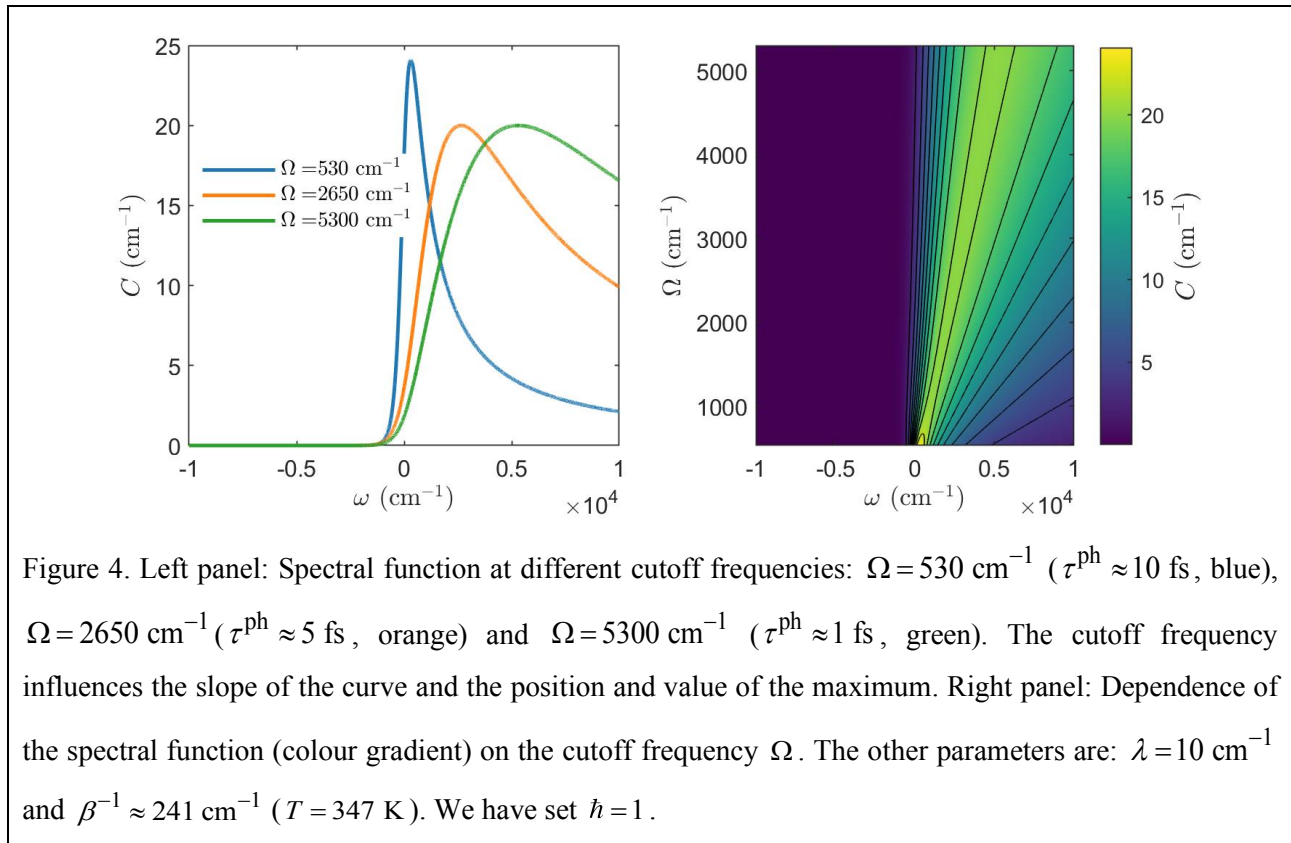 25
20
15
10
5
0
C (cm⁻¹)
Ω =530 cm⁻¹
Ω =2650 cm⁻¹
Ω =5300 cm⁻¹
-1 -0.5 0 0.5 1
ω (cm⁻¹) ×10⁴
5000
4000
3000
2000
1000
Ω (cm⁻¹)
-1 -0.5 0 0.5 1
ω (cm⁻¹) ×10⁴
20
15
10
5
C (cm⁻¹)
Figure 4. Left panel: Spectral function at different cutoff frequencies: Ω = 530 cm⁻¹ (τᵖʰ ≈ 10 fs, blue),
Ω = 2650 cm⁻¹ (τᵖʰ ≈ 5 fs, orange) and Ω = 5300 cm⁻¹ (τᵖʰ ≈ 1 fs, green). The cutoff frequency
influences the slope of the curve and the position and value of the maximum. Right panel: Dependence of
the spectral function (colour gradient) on the cutoff frequency Ω. The other parameters are: λ = 10 cm⁻¹
and β⁻¹ ≈ 241 cm⁻¹ (T = 347 K). We have set ℏ = 1.